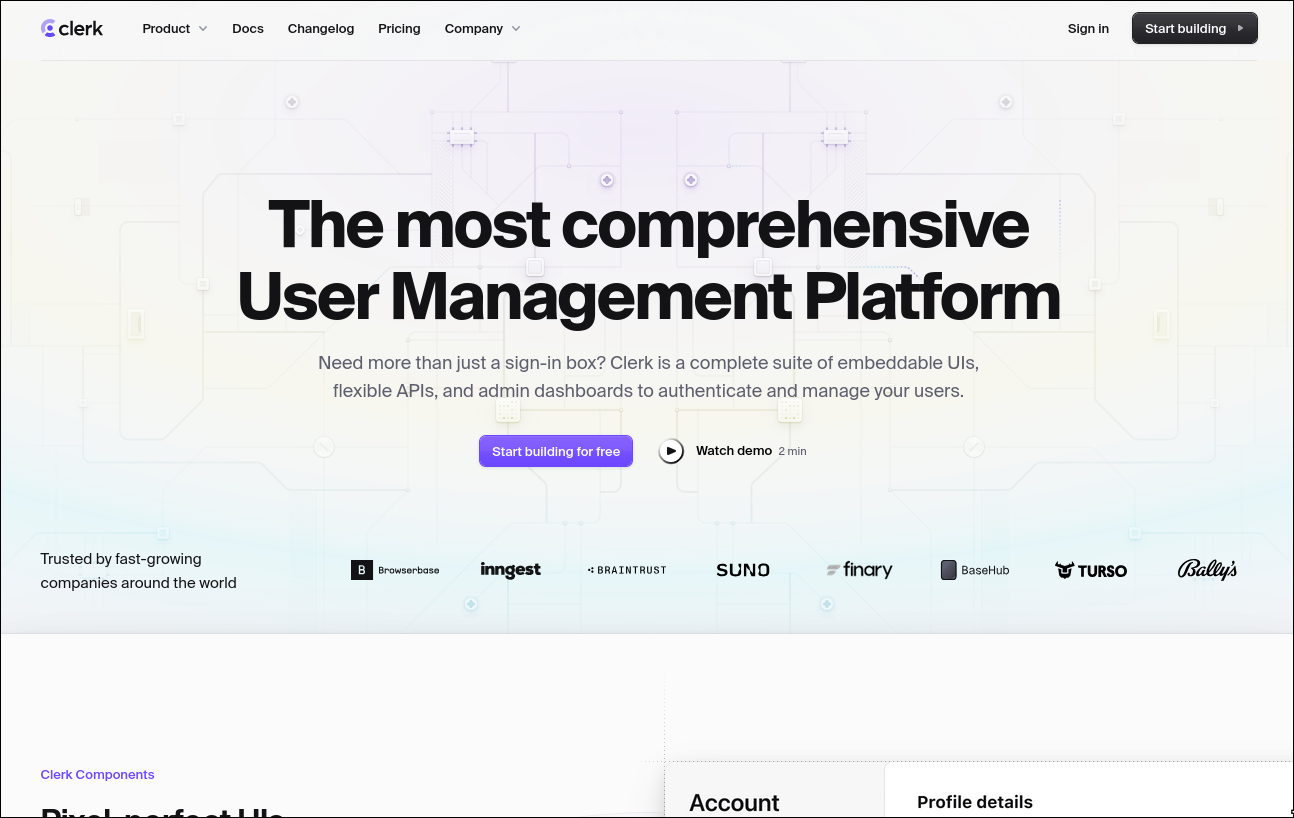 clerk
Product
Docs
Changelog
Pricing
Company
Sign in
Start building
The most comprehensive
User Management Platform
Need more than just a sign-in box? Clerk is a complete suite of embeddable UIs,
flexible APIs, and admin dashboards to authenticate and manage your users.
Start building for free
Watch demo 2 min
Trusted by fast-growing
companies around the world
B Browserbase
inngest
BRAINTRUST
SUNO
finary
BaseHub
TURSO
Bally's
Clerk Components
Pixel-perfect UIs
Account
Profile details